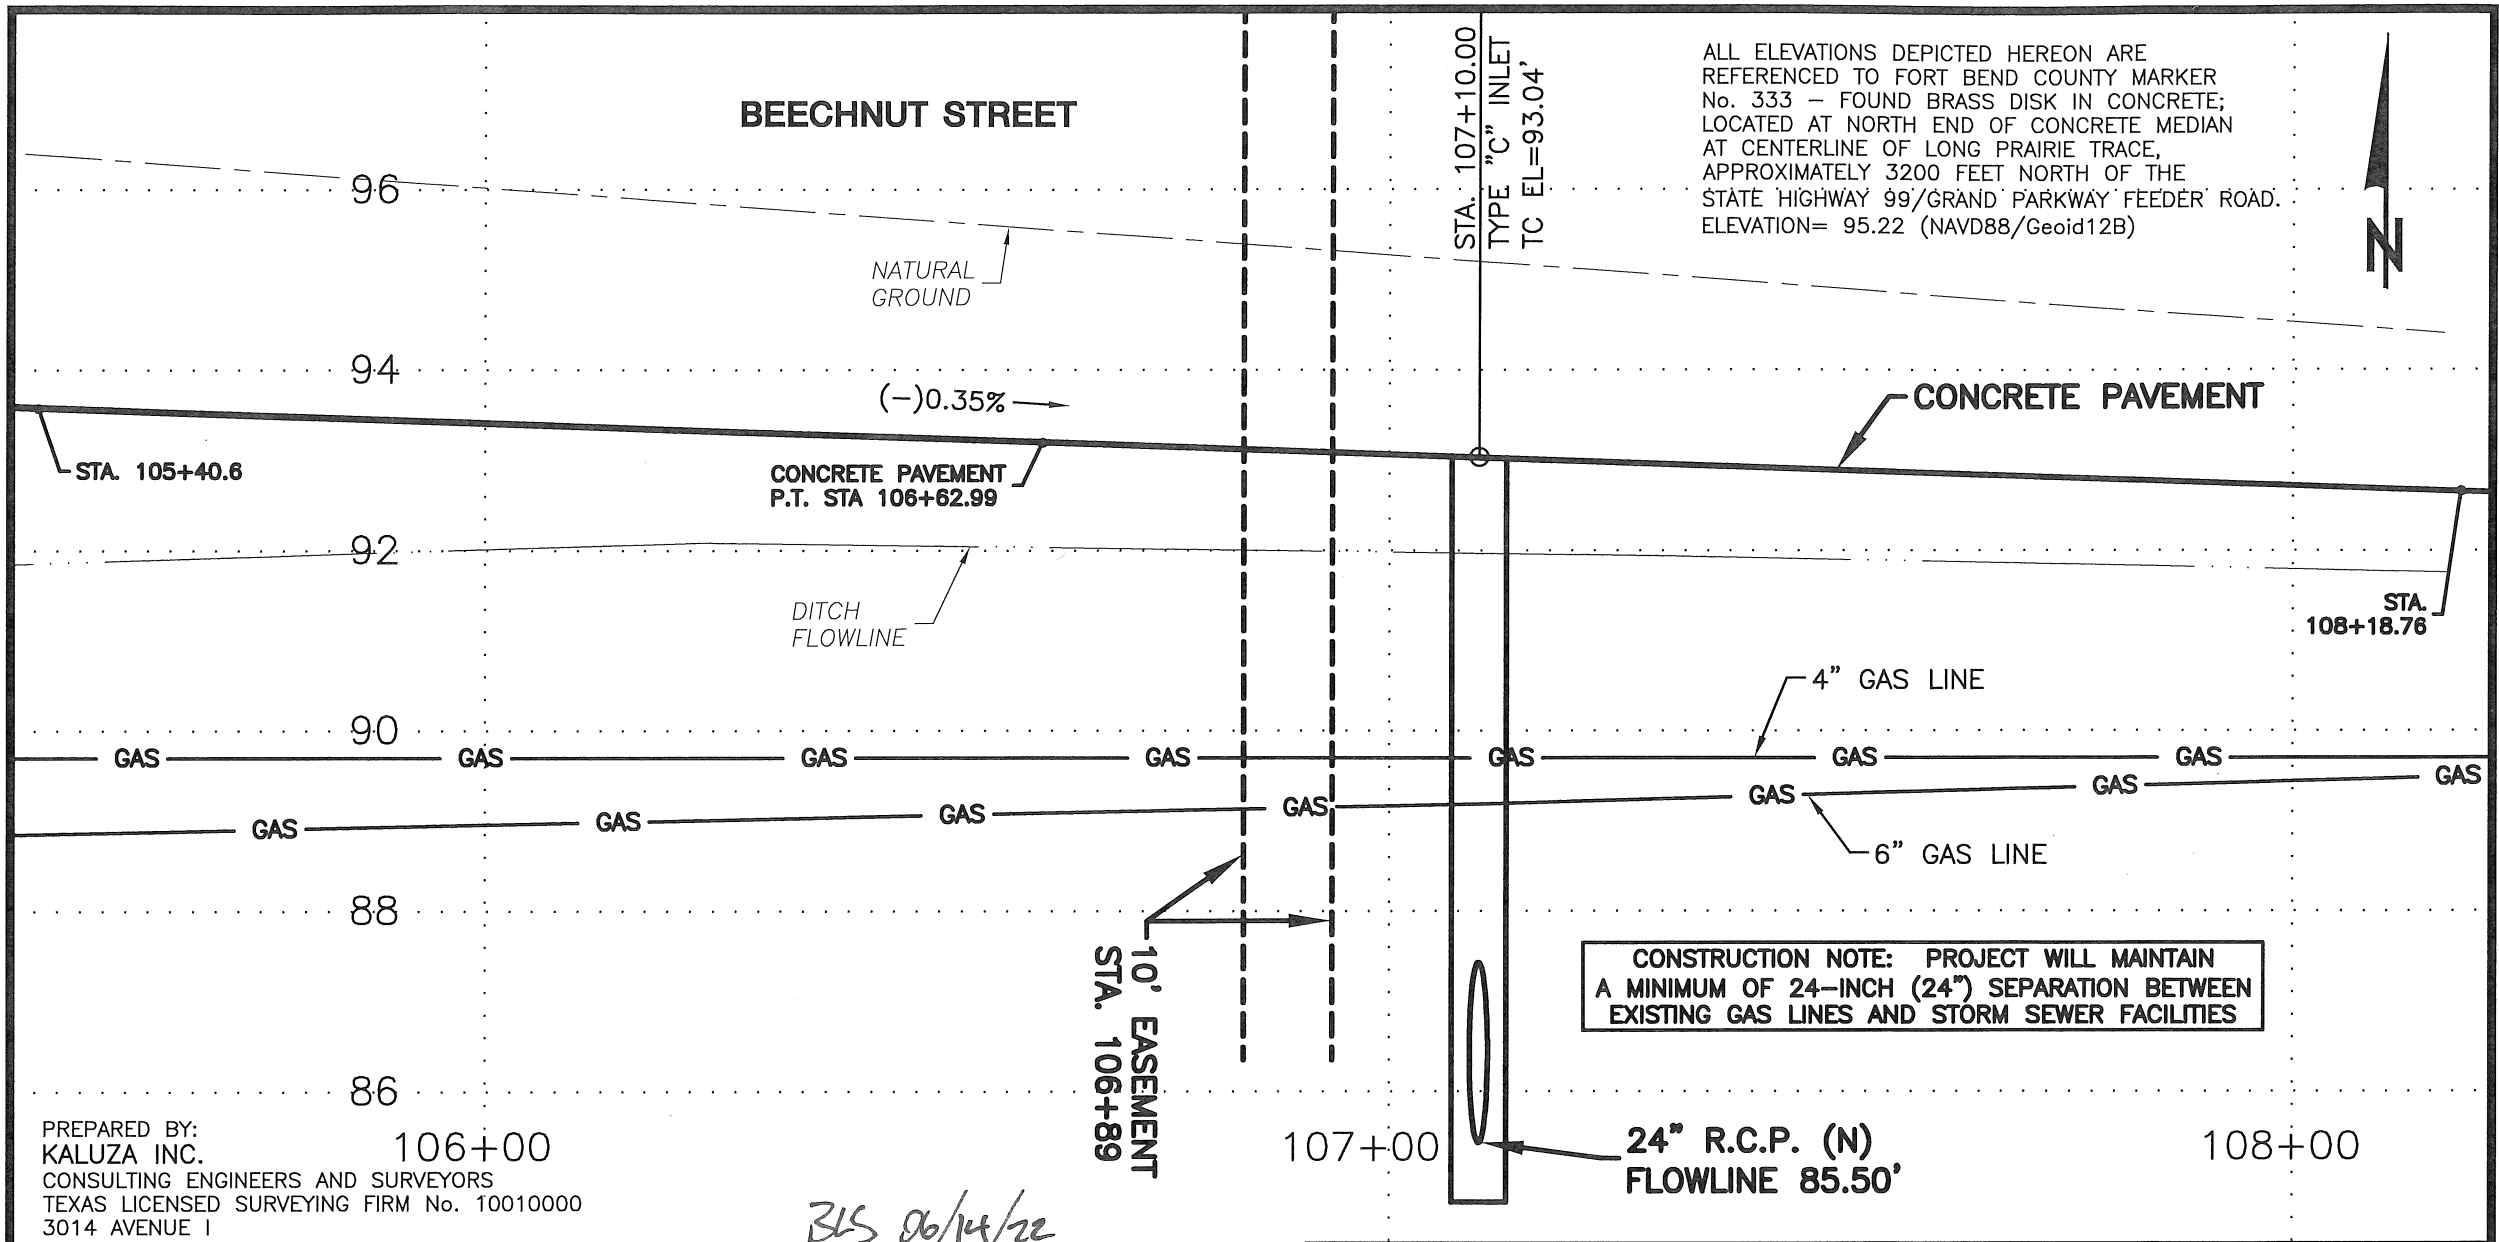 BEECHNUT STREET
STA. 107+10.00
TYPE "C" INLET
TC EL=93.04'
ALL ELEVATIONS DEPICTED HEREON ARE
REFERENCED TO FORT BEND COUNTY MARKER
No. 333 – FOUND BRASS DISK IN CONCRETE;
LOCATED AT NORTH END OF CONCRETE MEDIAN
AT CENTERLINE OF LONG PRAIRIE TRACE,
APPROXIMATELY 3200 FEET NORTH OF THE
STATE HIGHWAY 99/GRAND PARKWAY FEEDER ROAD.
ELEVATION= 95.22 (NAVD88/Geoid12B)
N
96
NATURAL
GROUND
94
(-)0.35%
CONCRETE PAVEMENT
STA. 105+40.6
CONCRETE PAVEMENT
P.T. STA 106+62.99
92
DITCH
FLOWLINE
STA.
108+18.76
4" GAS LINE
90
GAS GAS GAS GAS GAS GAS GAS
GAS GAS GAS GAS GAS GAS GAS
6" GAS LINE
88
10' EASEMENT
STA. 106+89
CONSTRUCTION NOTE: PROJECT WILL MAINTAIN
A MINIMUM OF 24-INCH (24") SEPARATION BETWEEN
EXISTING GAS LINES AND STORM SEWER FACILITIES
86
106+00
107+00
108+00
24" R.C.P. (N)
FLOWLINE 85.50'
PREPARED BY:
KALUZA INC.
CONSULTING ENGINEERS AND SURVEYORS
TEXAS LICENSED SURVEYING FIRM No. 10010000
3014 AVENUE I
BLS 06/14/22